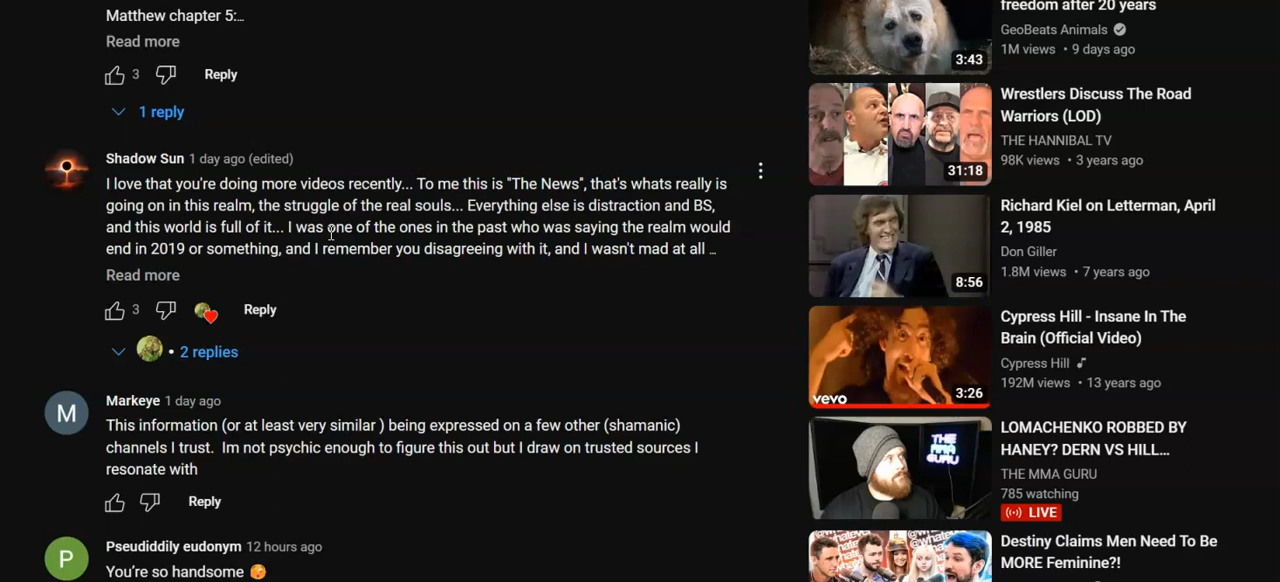 Matthew chapter 5:...
Read more
3
Reply
1 reply
Shadow Sun 1 day ago (edited)
I love that you're doing more videos recently... To me this is "The News", that's whats really is
going on in this realm, the struggle of the real souls... Everything else is distraction and BS,
and this world is full of it... I was one of the ones in the past who was saying the realm would
end in 2019 or something, and I remember you disagreeing with it, and I wasn't mad at all ...
Read more
3
Reply
• 2 replies
M
Markeye 1 day ago
This information (or at least very similar ) being expressed on a few other (shamanic)
channels I trust.  Im not psychic enough to figure this out but I draw on trusted sources I
resonate with
Reply
P
Pseudiddily eudonym 12 hours ago
You're so handsome
freedom after 20 years
GeoBeats Animals
1M views • 9 days ago
3:43
Wrestlers Discuss The Road
Warriors (LOD)
THE HANNIBAL TV
98K views • 3 years ago
31:18
Richard Kiel on Letterman, April
2, 1985
Don Giller
1.8M views • 7 years ago
8:56
Cypress Hill - Insane In The
Brain (Official Video)
Cypress Hill
192M views • 13 years ago
vevo
3:26
LOMACHENKO ROBBED BY
HANEY? DERN VS HILL...
THE MMA GURU
785 watching
LIVE
THE
MMA
GURU
Destiny Claims Men Need To Be
MORE Feminine?!